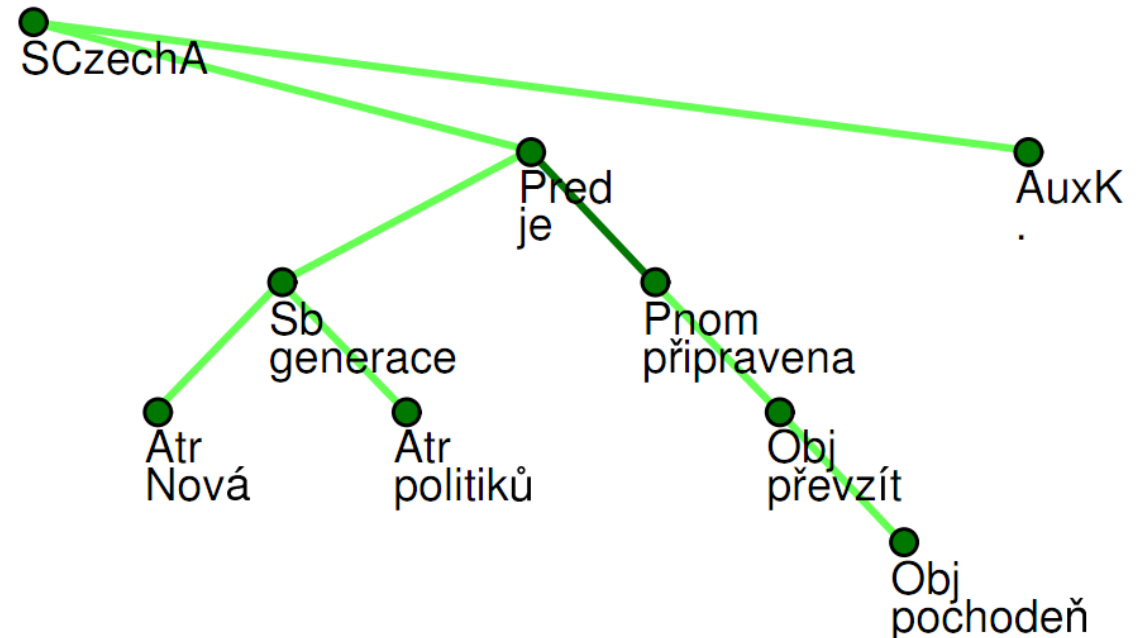 SCzechA
Pred
je
AuxK
.
Sb
generace
Pnom
připravena
Atr
Nová
Atr
politiků
Obj
převzít
Obj
pochodeň